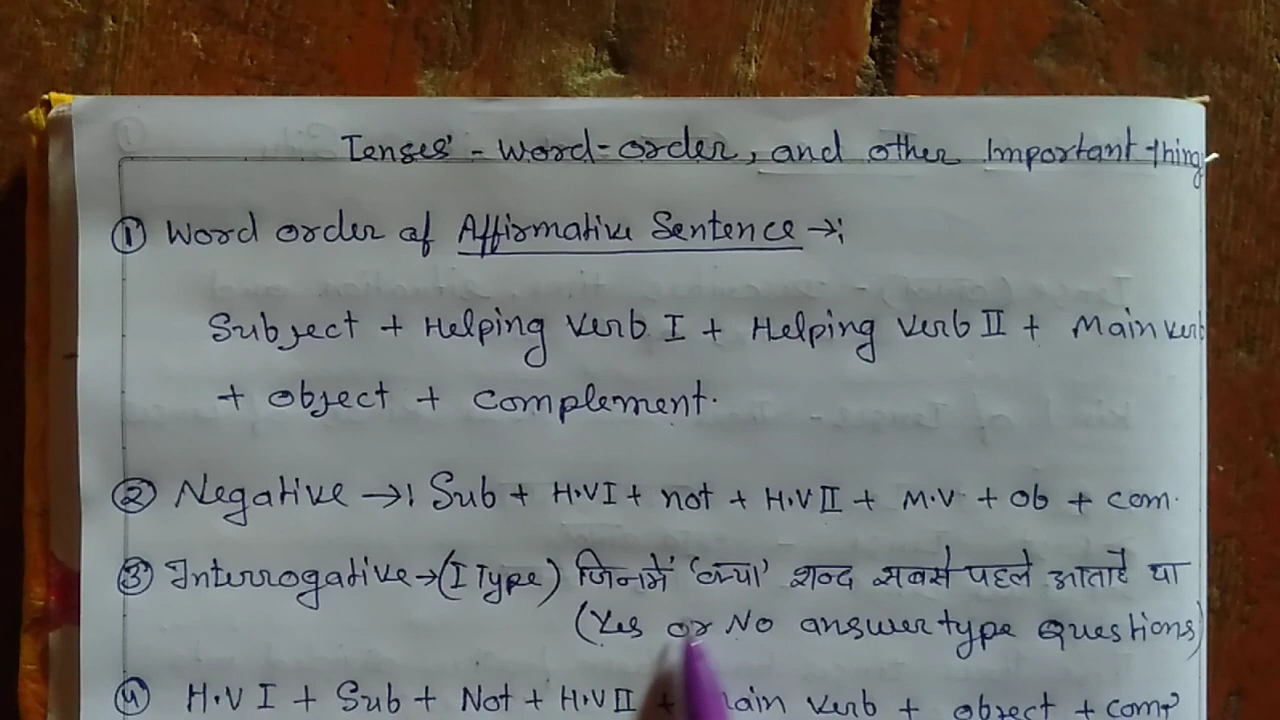 Tenses' - Word-order, and other Important thing
① Word order of Affirmative Sentence →:
Subject + Helping Verb I + Helping Verb II + Main verb
+ object + complement.
② Negative →: Sub + H.V I + not + H.V II + M.V. + Ob + com.
③ Interrogative → (I Type) जिनमें 'क्या' शब्द सबसे पहले आता है या
(Yes or No answer type questions)
④ H.V I + Sub + Not + H.V II + Main verb + object + comp?